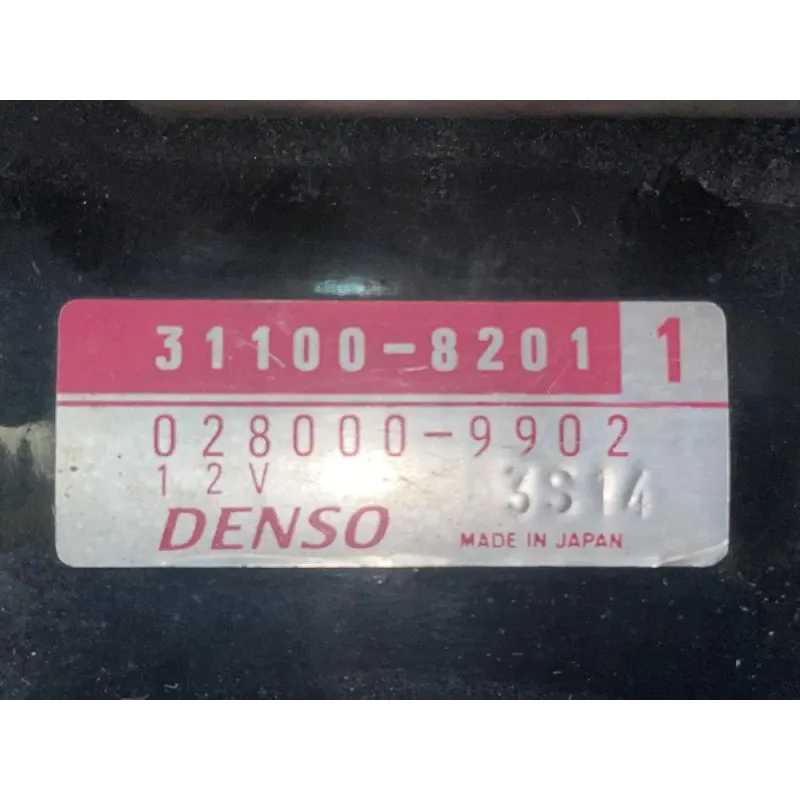 31100-8201 1
028000-9902
12V 3S14
DENSO MADE IN JAPAN